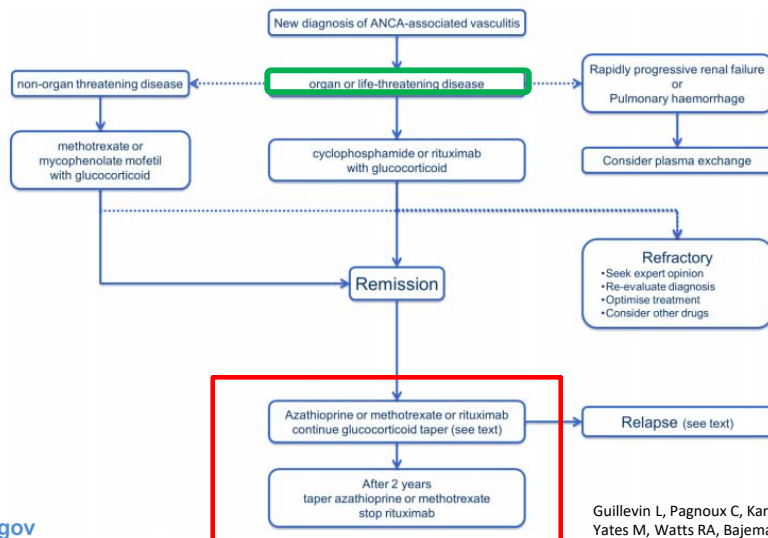 New diagnosis of ANCA-associated vasculitis
non-organ threatening disease
organ or life-threatening disease
Rapidly progressive renal failure
or
Pulmonary haemorrhage
methotrexate or
mycophenolate mofetil
with glucocorticoid
cyclophosphamide or rituximab
with glucocorticoid
Consider plasma exchange
Remission
Refractory
•Seek expert opinion
•Re-evaluate diagnosis
•Optimise treatment
•Consider other drugs
Azathioprine or methotrexate or rituximab
continue glucocorticoid taper (see text)
Relapse (see text)
After 2 years
taper azathioprine or methotrexate
stop rituximab
gov
Guillevin L, Pagnoux C, Kar
Yates M, Watts RA, Bajema